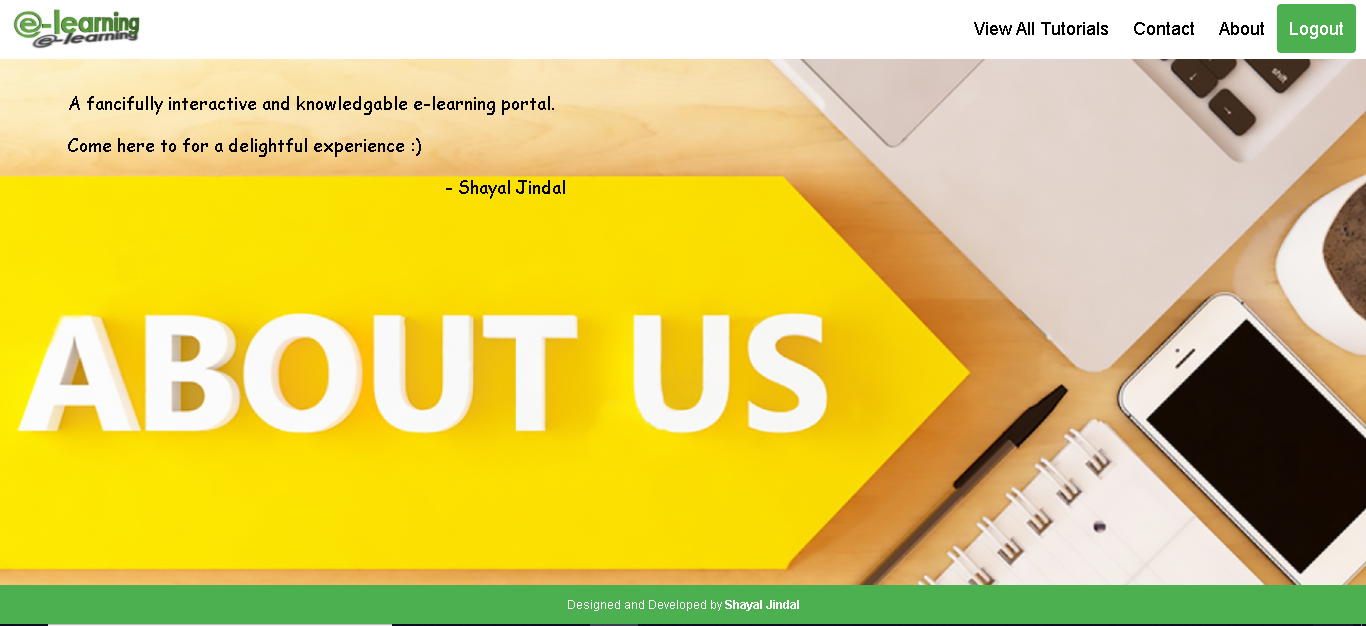 e-learning
e-learning
View All Tutorials Contact About Logout
A fancifully interactive and knowledgable e-learning portal.
Come here to for a delightful experience :)
- Shayal Jindal
shift
ABOUT US
Designed and Developed by Shayal Jindal